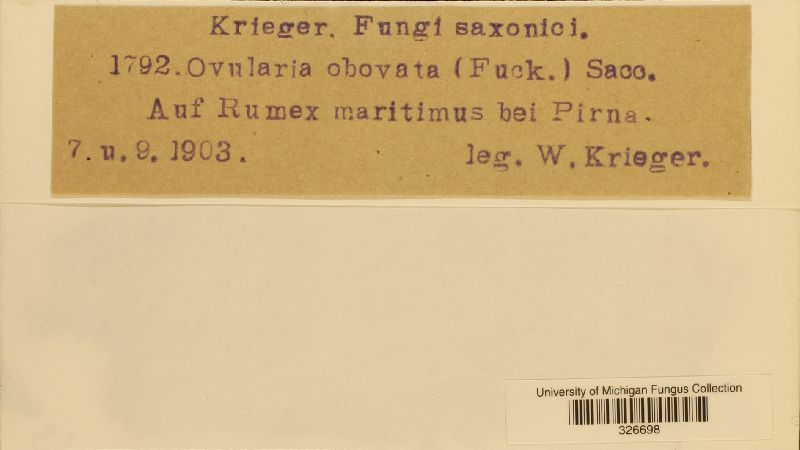 Krieger, Fungi saxonici.
1792. Ovularia obovata (Fuck.) Sacc.
Auf Rumex maritimus bei Pirna.
7. u. 9. 1903. leg. W. Krieger.
University of Michigan Fungus Collection
326698